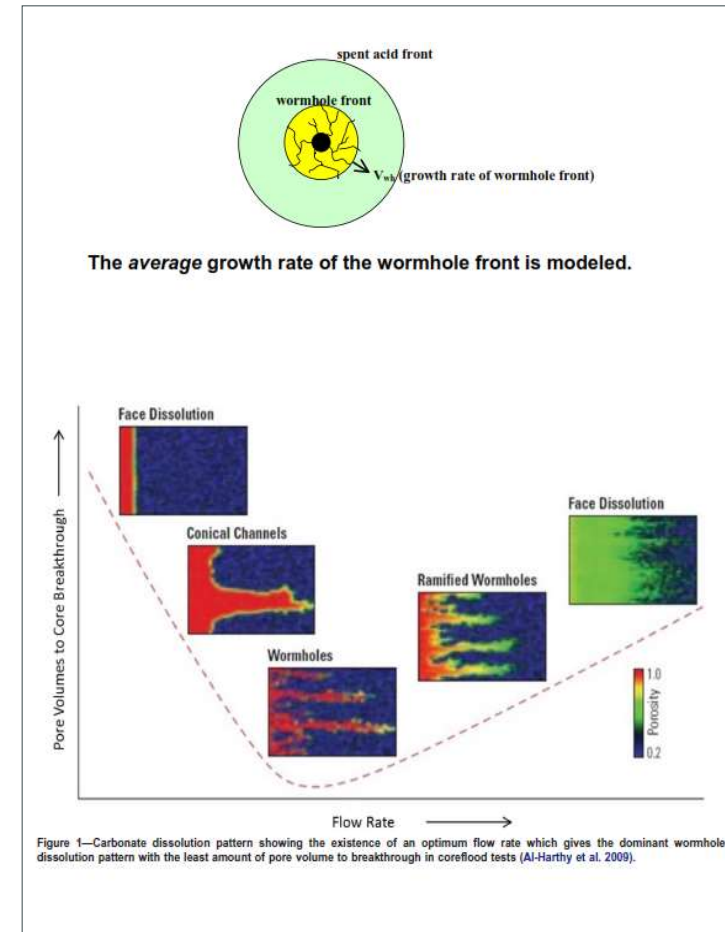 spent acid front
wormhole front
Vwh (growth rate of wormhole front)
The average growth rate of the wormhole front is modeled.
Face Dissolution
Conical Channels
Wormholes
Ramified Wormholes
Face Dissolution
1.0
Porosity
0.2
Pore Volumes to Core Breakthrough
Flow Rate
Figure 1—Carbonate dissolution pattern showing the existence of an optimum flow rate which gives the dominant wormhole
dissolution pattern with the least amount of pore volume to breakthrough in coreflood tests (Al-Harthy et al. 2009).